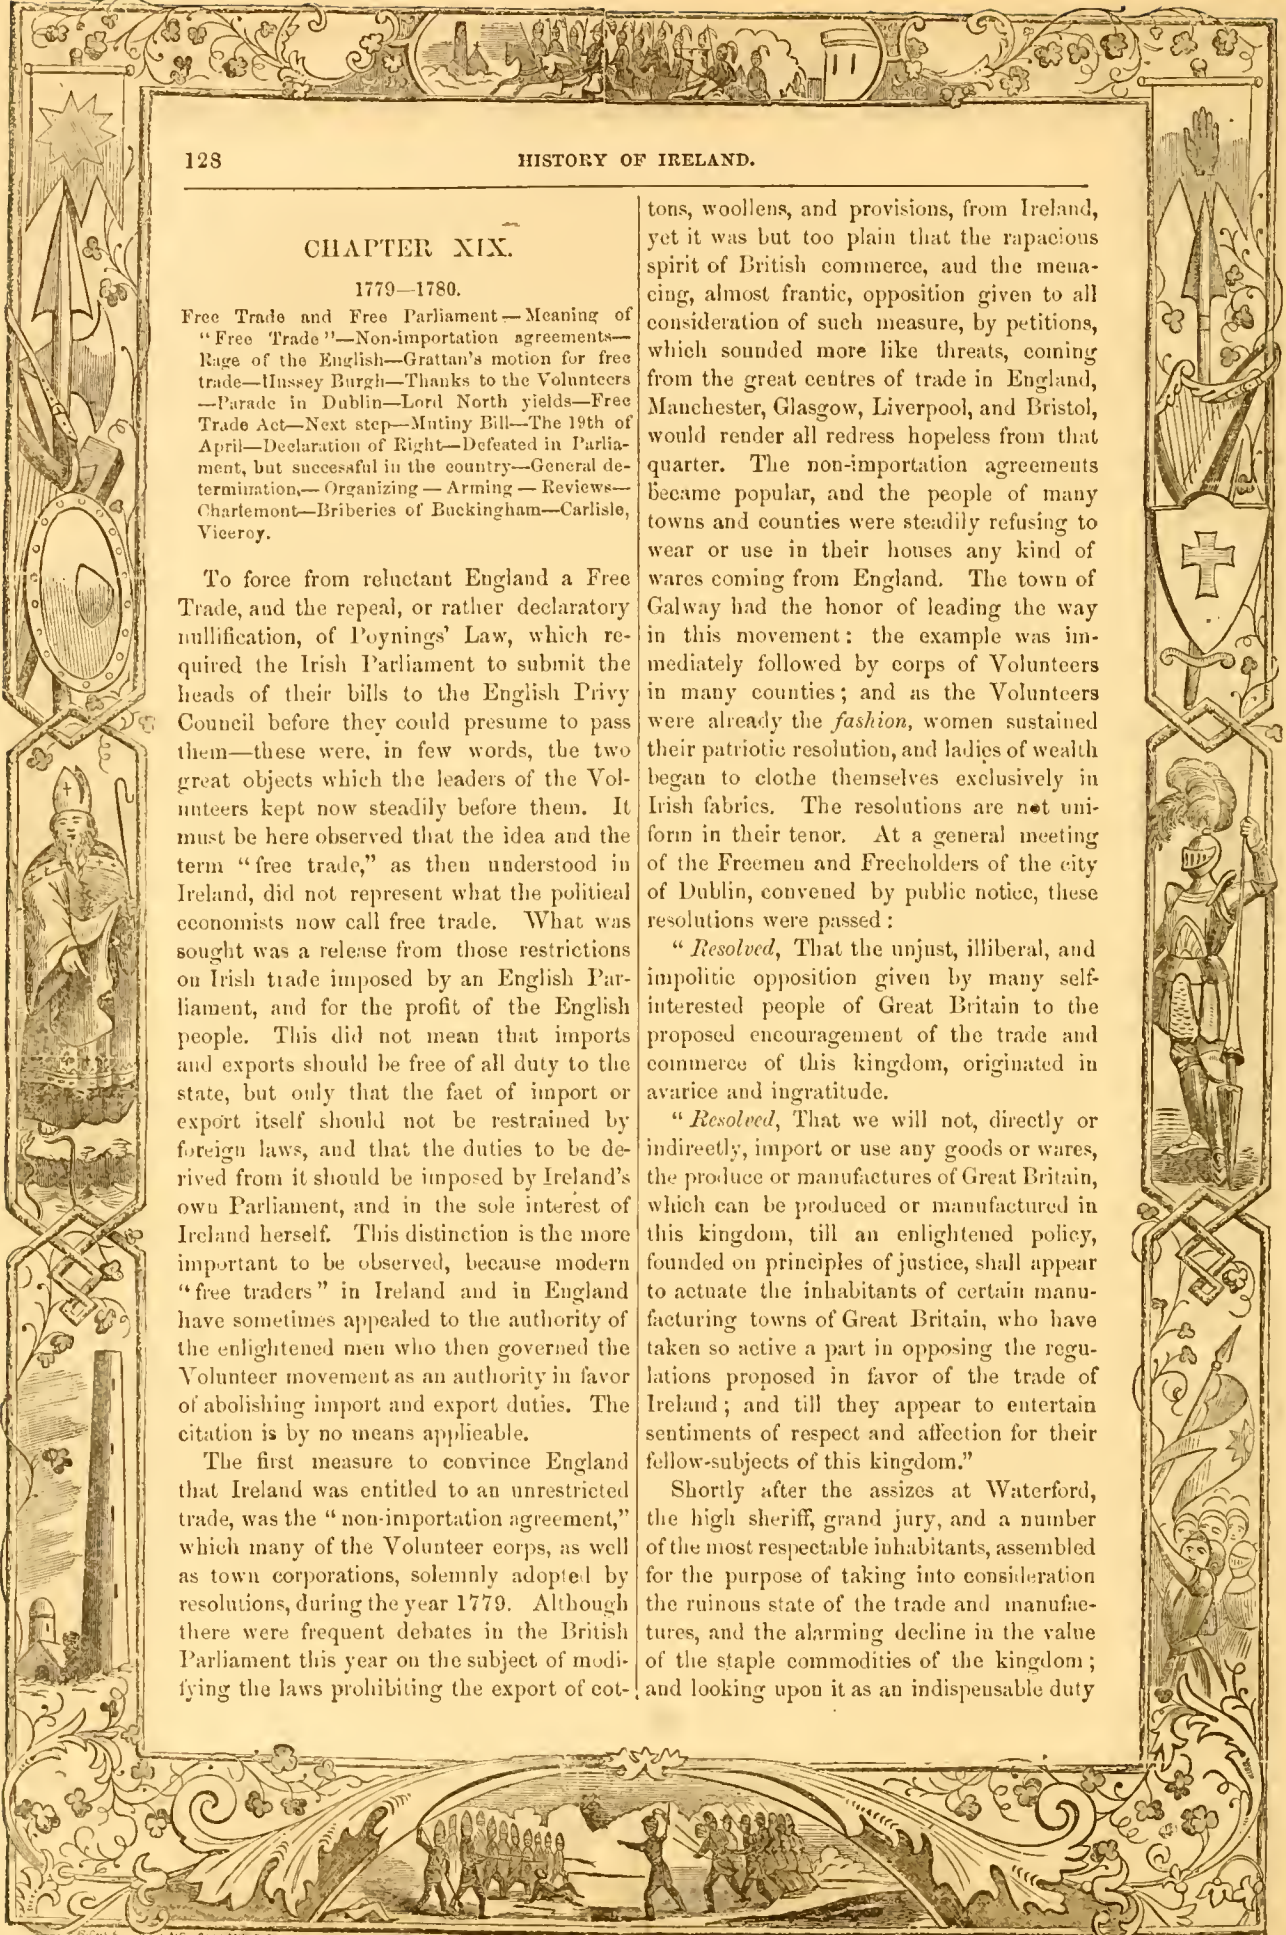 128
HISTORY OF IRELAND.
CHAPTER XIX.
1779—1780.
Free Trade and Free Parliament—Meaning of
“Free Trade”—Non-importation agreements—
Rage of the English—Grattan's motion for free
trade—Hussey Burgh—Thanks to the Volunteers
—Parade in Dublin—Lord North yields—Free
Trade Act—Next step—Mutiny Bill—The 19th of
April—Declaration of Right—Defeated in Parlia-
ment, but successful in the country—General de-
termination,— Organizing — Arming — Reviews—
Chartemont—Briberies of Buckingham—Carlisle,
Viceroy.
To force from reluctant England a Free
Trade, and the repeal, or rather declaratory
nullification, of Poynings' Law, which re-
quired the Irish Parliament to submit the
heads of their bills to the English Privy
Council before they could presume to pass
them—these were, in few words, the two
great objects which the leaders of the Vol-
unteers kept now steadily before them. It
must be here observed that the idea and the
term “free trade,” as then understood in
Ireland, did not represent what the political
economists now call free trade. What was
sought was a release from those restrictions
on Irish trade imposed by an English Par-
liament, and for the profit of the English
people. This did not mean that imports
and exports should be free of all duty to the
state, but only that the fact of import or
export itself should not be restrained by
foreign laws, and that the duties to be de-
rived from it should be imposed by Ireland's
own Parliament, and in the sole interest of
Ireland herself. This distinction is the more
important to be observed, because modern
“free traders” in Ireland and in England
have sometimes appealed to the authority of
the enlightened men who then governed the
Volunteer movement as an authority in favor
of abolishing import and export duties. The
citation is by no means applicable.
The first measure to convince England
that Ireland was entitled to an unrestricted
trade, was the “non-importation agreement,”
which many of the Volunteer corps, as well
as town corporations, solemnly adopted by
resolutions, during the year 1779. Although
there were frequent debates in the British
Parliament this year on the subject of modi-
fying the laws prohibiting the export of cot-
tons, woollens, and provisions, from Ireland,
yet it was but too plain that the rapacious
spirit of British commerce, and the mena-
cing, almost frantic, opposition given to all
consideration of such measure, by petitions,
which sounded more like threats, coming
from the great centres of trade in England,
Manchester, Glasgow, Liverpool, and Bristol,
would render all redress hopeless from that
quarter. The non-importation agreements
became popular, and the people of many
towns and counties were steadily refusing to
wear or use in their houses any kind of
wares coming from England. The town of
Galway had the honor of leading the way
in this movement: the example was im-
mediately followed by corps of Volunteers
in many counties; and as the Volunteers
were already the fashion, women sustained
their patriotic resolution, and ladies of wealth
began to clothe themselves exclusively in
Irish fabrics. The resolutions are not uni-
form in their tenor. At a general meeting
of the Freemen and Freeholders of the city
of Dublin, convened by public notice, these
resolutions were passed:
“Resolved, That the unjust, illiberal, and
impolitic opposition given by many self-
interested people of Great Britain to the
proposed encouragement of the trade and
commerce of this kingdom, originated in
avarice and ingratitude.
“Resolved, That we will not, directly or
indirectly, import or use any goods or wares,
the produce or manufactures of Great Britain,
which can be produced or manufactured in
this kingdom, till an enlightened policy,
founded on principles of justice, shall appear
to actuate the inhabitants of certain manu-
facturing towns of Great Britain, who have
taken so active a part in opposing the regu-
lations proposed in favor of the trade of
Ireland; and till they appear to entertain
sentiments of respect and affection for their
fellow-subjects of this kingdom.”
Shortly after the assizes at Waterford,
the high sheriff, grand jury, and a number
of the most respectable inhabitants, assembled
for the purpose of taking into consideration
the ruinous state of the trade and manufac-
tures, and the alarming decline in the value
of the staple commodities of the kingdom;
and looking upon it as an indispensable duty